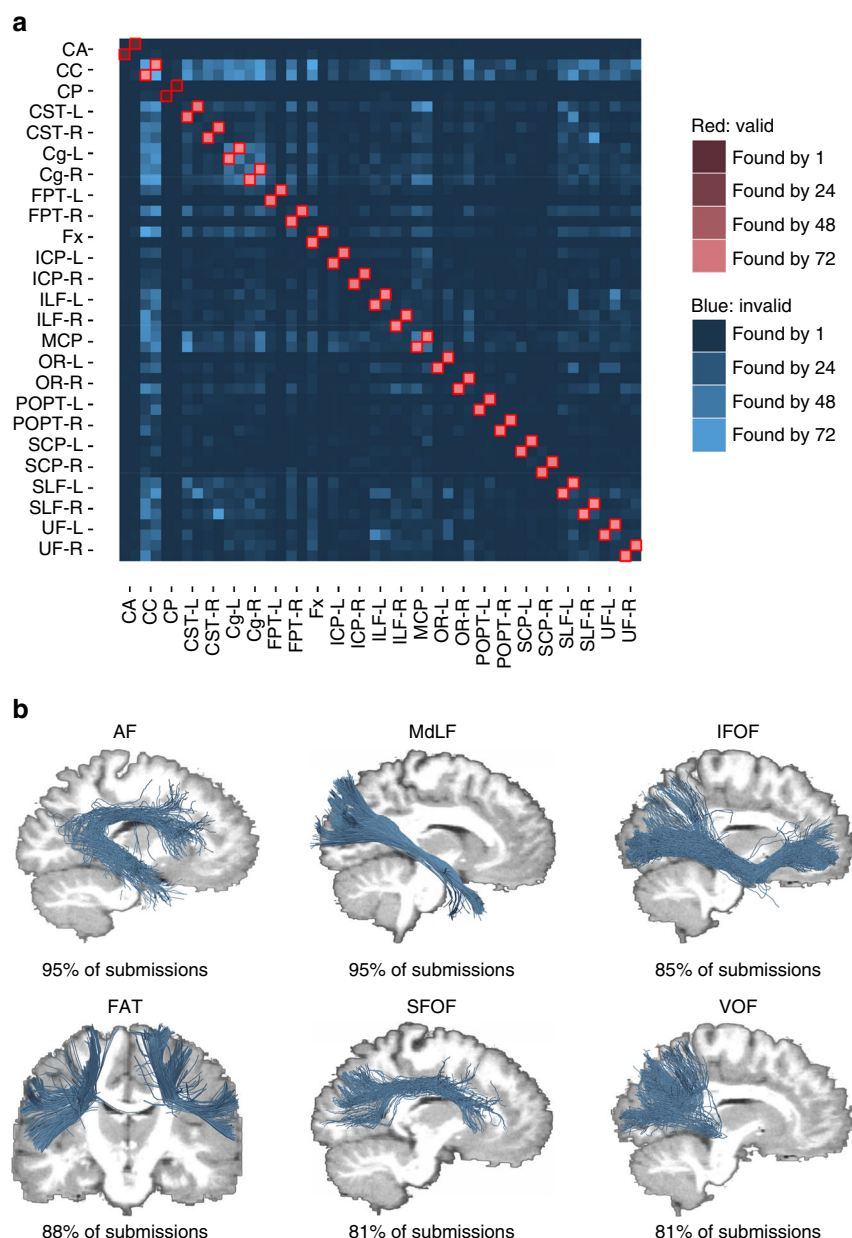 a
CA-
CC -
CP -
CST-L -
CST-R -
Cg-L -
Cg-R -
FPT-L -
FPT-R -
Fx -
ICP-L -
ICP-R -
ILF-L -
ILF-R -
MCP -
OR-L -
OR-R -
POPT-L -
POPT-R -
SCP-L -
SCP-R -
SLF-L -
SLF-R -
UF-L -
UF-R -
CA -
CC -
CP -
CST-L -
CST-R -
Cg-L -
Cg-R -
FPT-L -
FPT-R -
Fx -
ICP-L -
ICP-R -
ILF-L -
ILF-R -
MCP -
OR-L -
OR-R -
POPT-L -
POPT-R -
SCP-L -
SCP-R -
SLF-L -
SLF-R -
UF-L -
UF-R -
Red: valid
Found by 1
Found by 24
Found by 48
Found by 72
Blue: invalid
Found by 1
Found by 24
Found by 48
Found by 72
b
AF
MdLF
IFOF
95% of submissions
95% of submissions
85% of submissions
FAT
SFOF
VOF
88% of submissions
81% of submissions
81% of submissions